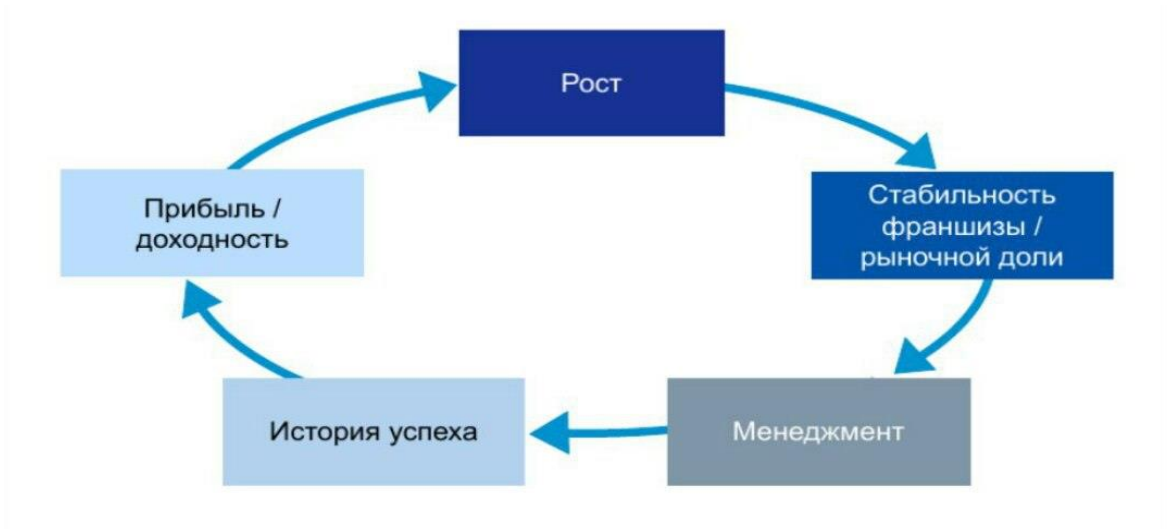 Рост
Стабильность
франшизы /
рыночной доли
Менеджмент
История успеха
Прибыль /
доходность